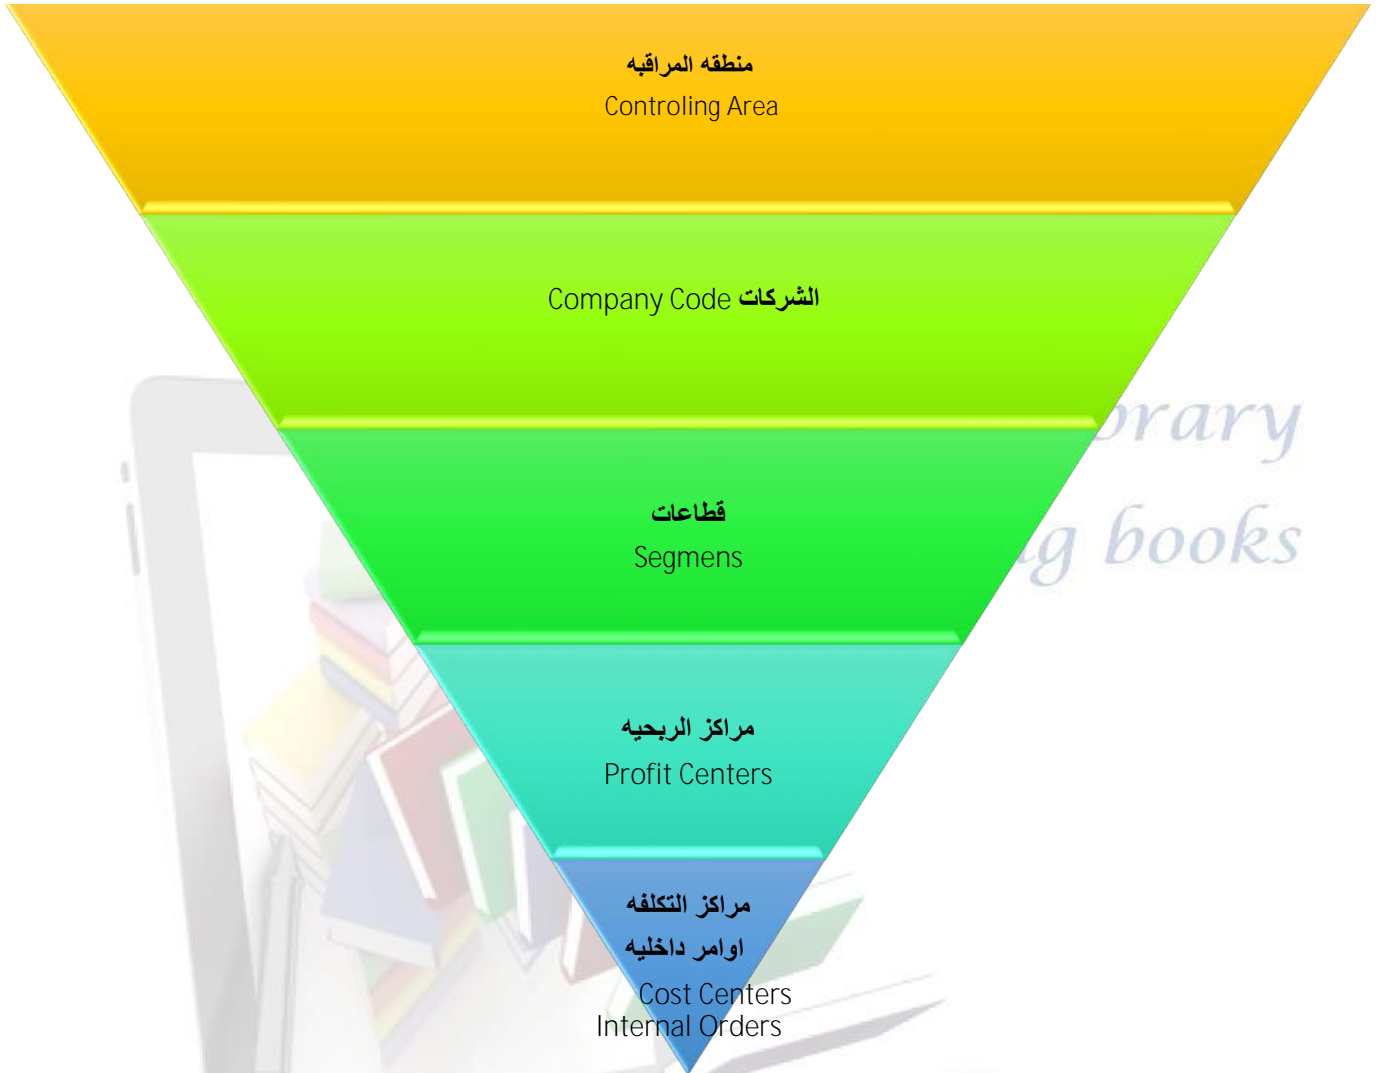 منطقه المراقبه
Controling Area
الشركات Company Code
قطاعات
Segmens
مراكز الربحيه
Profit Centers
مراكز التكلفه
اوامر داخليه
Cost Centers
Internal Orders
books